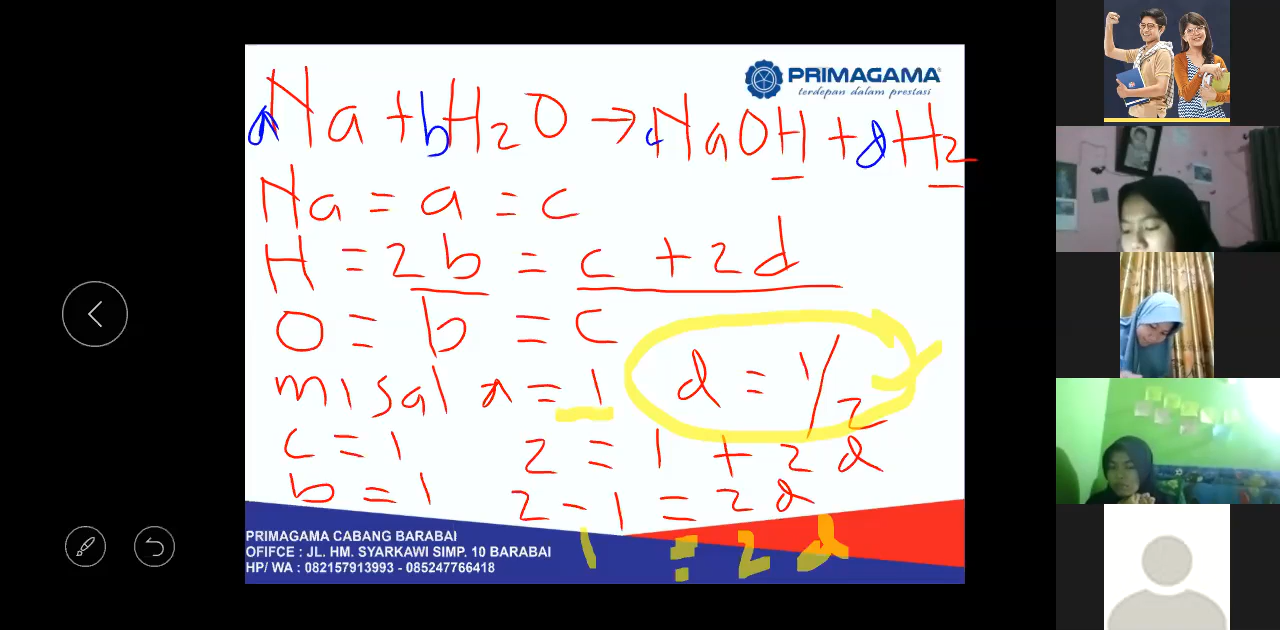 PRIMAGAMA
terdepan dalam prestasi
aNa + bH2O → cNaOH + dH2
Na = a = c
H = 2b = c + 2d
O = b = c
misal a = 1
d = 1/2
c = 1
2 = 1 + 2d
b = 1
2 - 1 = 2d
1 = 2d
PRIMAGAMA CABANG BARABAI
OFIFCE : JL. HM. SYARKAWI SIMP. 10 BARABAI
HP/ WA : 082157913993 - 085247766418